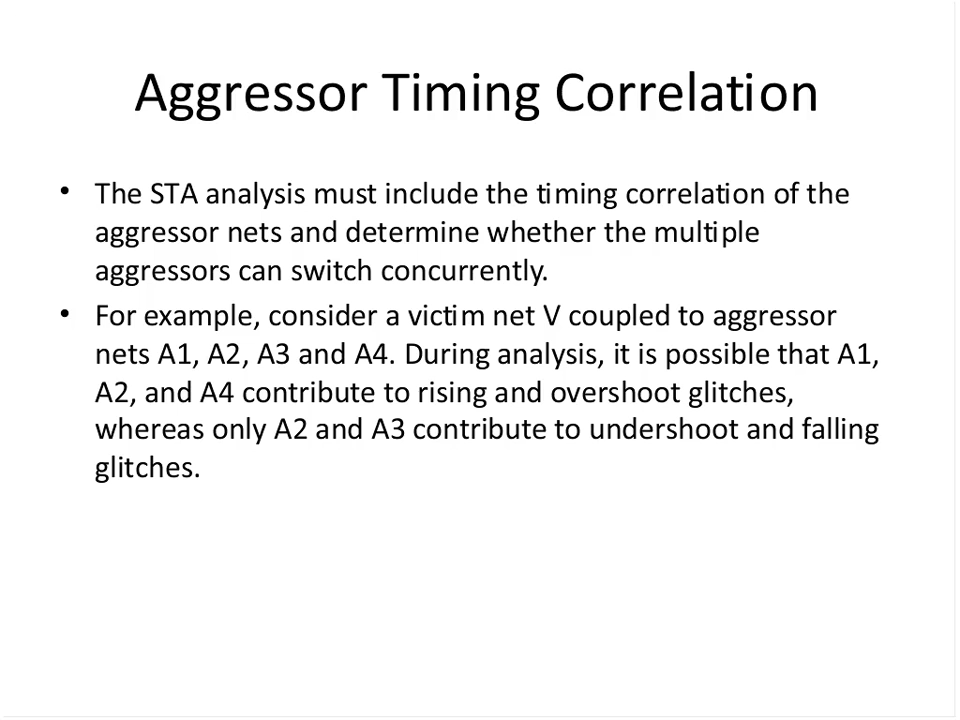 Aggressor Timing Correlation
• The STA analysis must include the timing correlation of the
aggressor nets and determine whether the multiple
aggressors can switch concurrently.
• For example, consider a victim net V coupled to aggressor
nets A1, A2, A3 and A4. During analysis, it is possible that A1,
A2, and A4 contribute to rising and overshoot glitches,
whereas only A2 and A3 contribute to undershoot and falling
glitches.